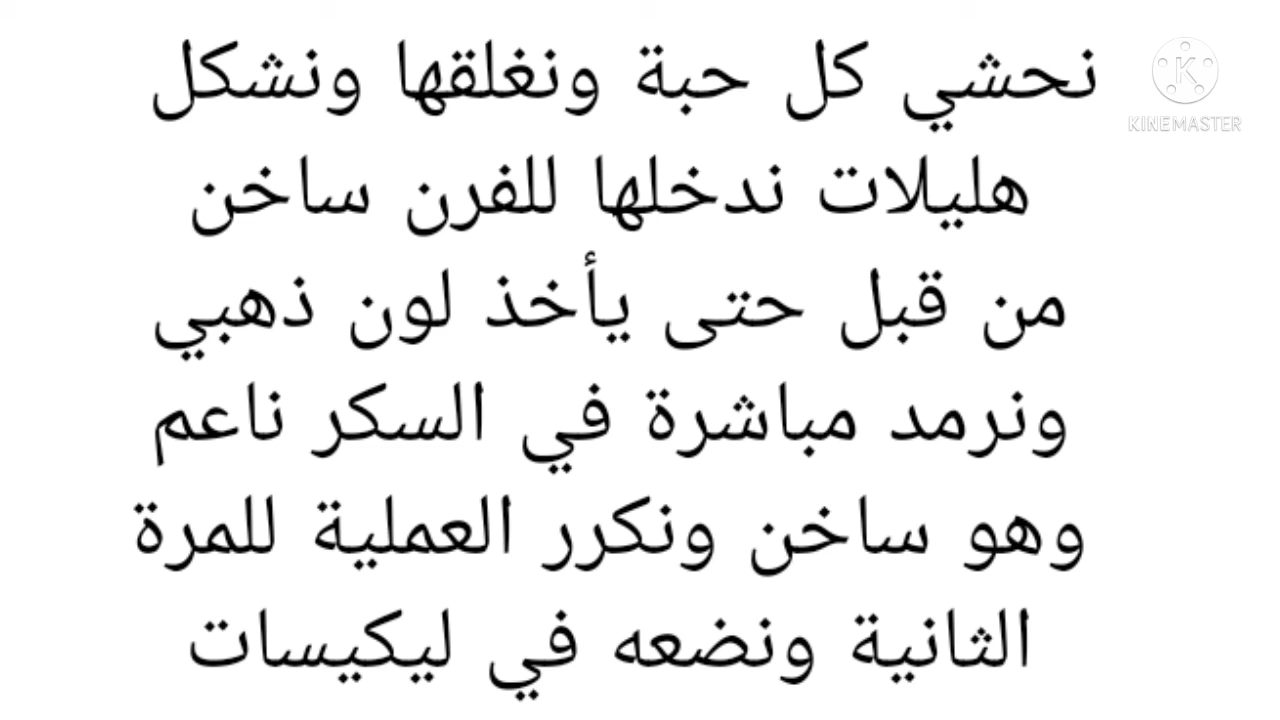 نحشي كل حبة ونغلقها ونشكل
هليلات ندخلها للفرن ساخن
من قبل حتى يأخذ لون ذهبي
ونرمد مباشرة في السكر ناعم
وهو ساخن ونكرر العملية للمرة
الثانية ونضعه في ليكيسات
KINEMASTER